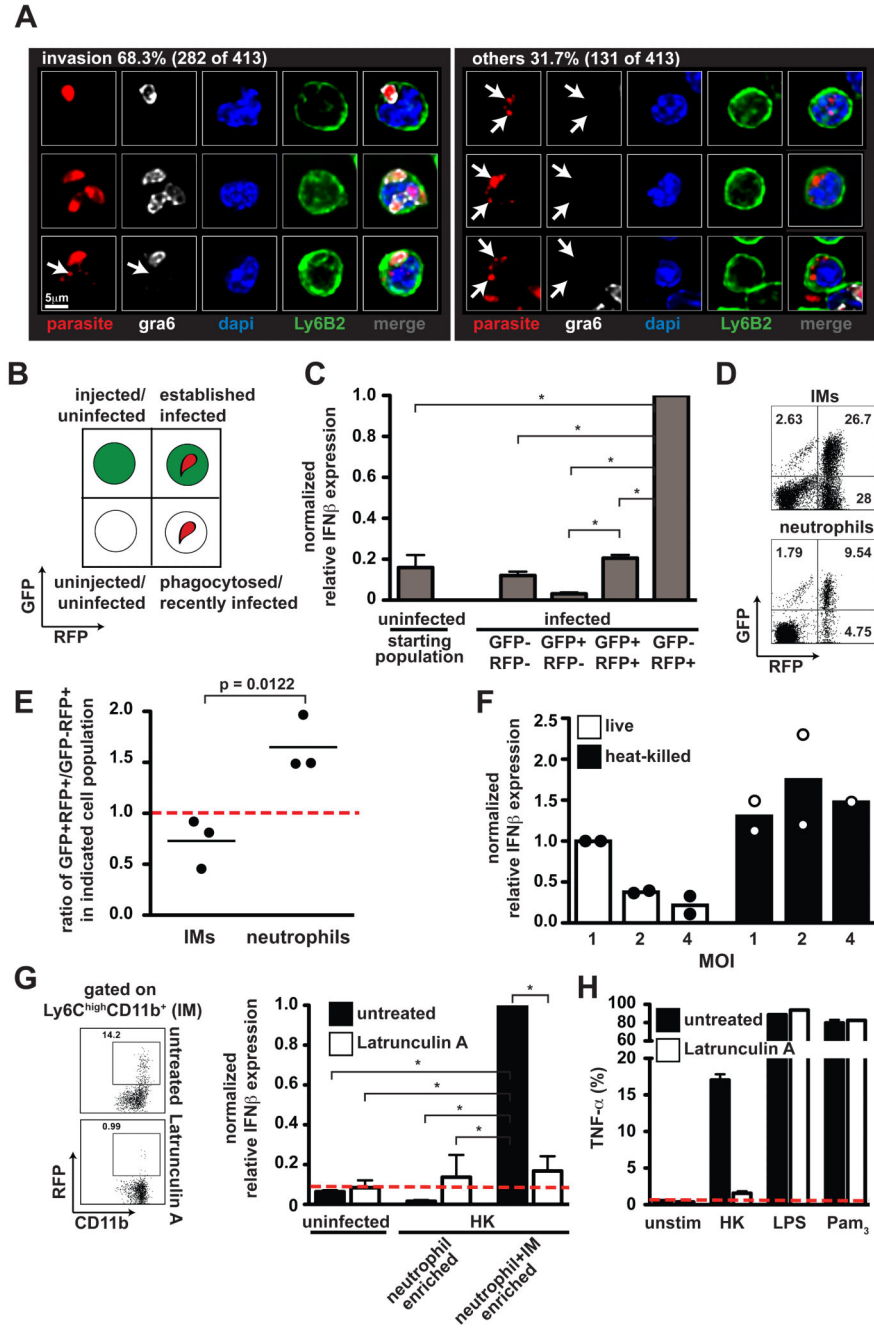 A
invasion 68.3% (282 of 413)
others 31.7% (131 of 413)
5μm
parasite gra6 dapi Ly6B2 merge
parasite gra6 dapi Ly6B2 merge
B
injected/ uninfected
established infected
uninjected/ uninfected
phagocytosed/ recently infected
GFP
RFP
C
normalized
relative IFNβ expression
1.0
0.8
0.6
0.4
0.2
0
*
*
*
*
*
uninfected
infected
starting population
GFP- RFP-
GFP+ RFP-
GFP+ RFP+
GFP- RFP+
D
IMs
2.63
26.7
28
neutrophils
1.79
9.54
4.75
GFP
RFP
E
p = 0.0122
ratio of GFP+RFP+/GFP-RFP+
in indicated cell population
2.0
1.5
1.0
0.5
0.0
IMs
neutrophils
F
live
heat-killed
normalized
relative IFNβ expression
2.5
2.0
1.5
1.0
0.5
0.0
1 2 4 1 2 4
MOI
G
gated on
Ly6ChighCD11b+ (IM)
14.2
untreated
0.99
Latrunculin A
RFP
CD11b
untreated
Latrunculin A
normalized
relative IFNβ expression
1.0
0.8
0.6
0.4
0.2
0.0
*
*
*
*
*
uninfected
HK
neutrophil enriched
neutrophil+IM enriched
H
untreated
Latrunculin A
TNF-α (%)
100
80
60
40
20
20
15
10
5
0
unstim HK LPS Pam3